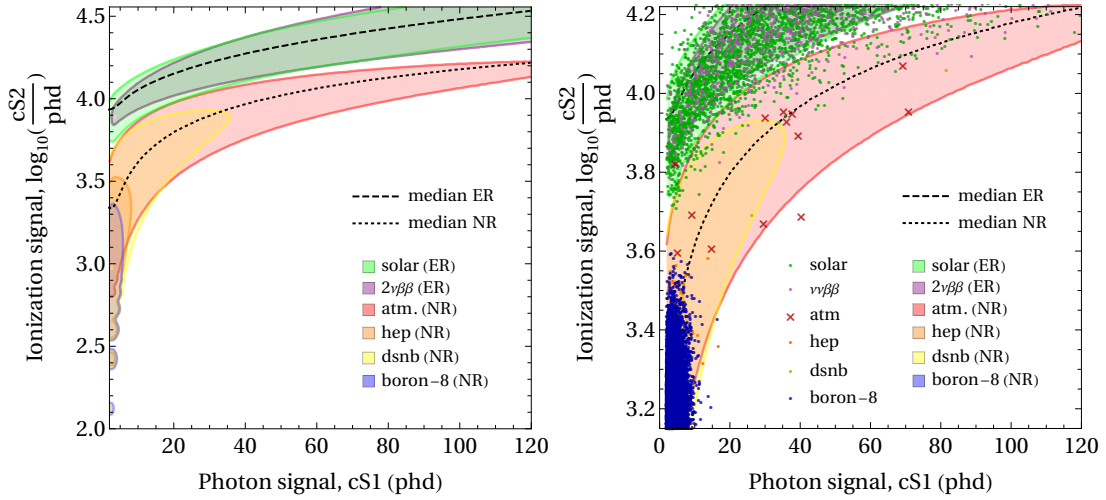 4.5
4.0
3.5
3.0
2.5
2.0
20
40
60
80
100
120
Ionization signal, log10(cS2/phd)
Photon signal, cS1 (phd)
median ER
median NR
solar (ER)
2νββ (ER)
atm. (NR)
hep (NR)
dsnb (NR)
boron−8 (NR)
4.2
4.0
3.8
3.6
3.4
3.2
0
20
40
60
80
100
120
Ionization signal, log10(cS2/phd)
Photon signal, cS1 (phd)
median ER
median NR
solar
ννββ
atm
hep
dsnb
boron−8
solar (ER)
2νββ (ER)
atm. (NR)
hep (NR)
dsnb (NR)
boron−8 (NR)